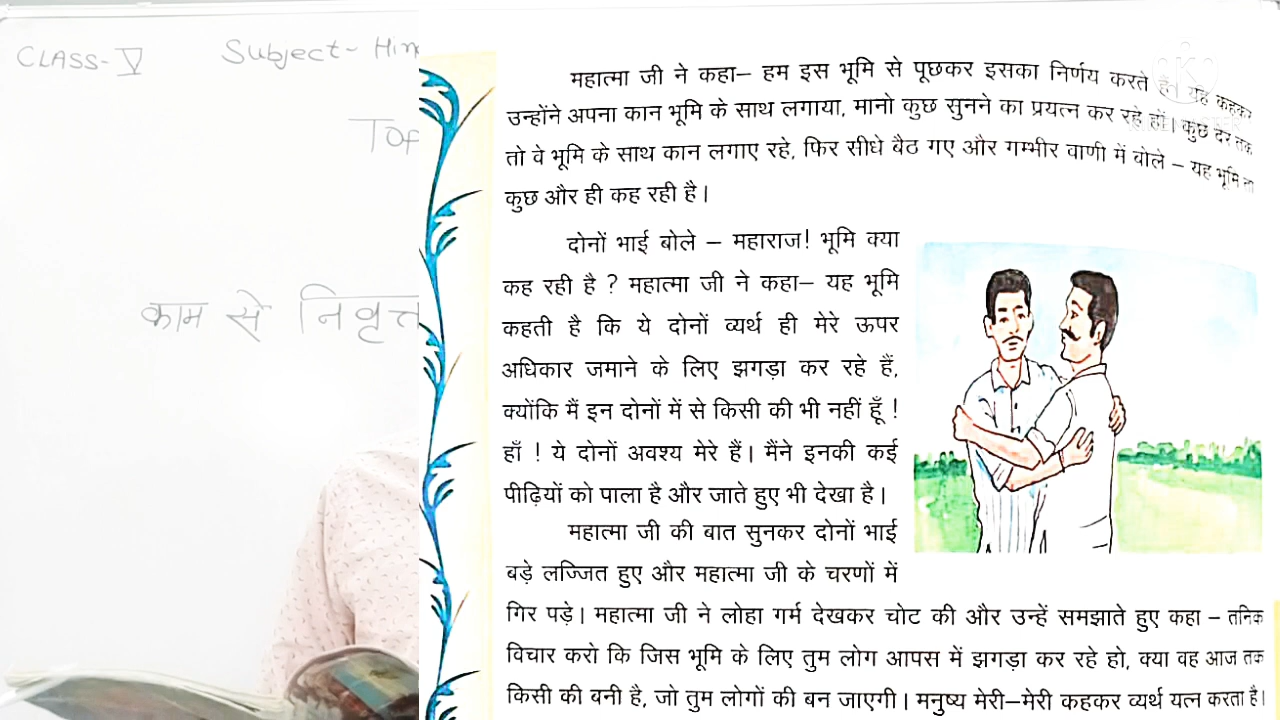 CLASS- V Subject- Hin
Top
काम से निवृत्त
महात्मा जी ने कहा– हम इस भूमि से पूछकर इसका निर्णय करते हैं। यह कहकर
उन्होंने अपना कान भूमि के साथ लगाया, मानो कुछ सुनने का प्रयत्न कर रहे हों। कुछ देर तक
तो वे भूमि के साथ कान लगाए रहे, फिर सीधे बैठ गए और गम्भीर वाणी में बोले – यह भूमि तो
कुछ और ही कह रही है।
दोनों भाई बोले – महाराज! भूमि क्या
कह रही है ? महात्मा जी ने कहा– यह भूमि
कहती है कि ये दोनों व्यर्थ ही मेरे ऊपर
अधिकार जमाने के लिए झगड़ा कर रहे हैं,
क्योंकि मैं इन दोनों में से किसी की भी नहीं हूँ !
हाँ ! ये दोनों अवश्य मेरे हैं। मैंने इनकी कई
पीढ़ियों को पाला है और जाते हुए भी देखा है।
महात्मा जी की बात सुनकर दोनों भाई
बड़े लज्जित हुए और महात्मा जी के चरणों में
गिर पड़े। महात्मा जी ने लोहा गर्म देखकर चोट की और उन्हें समझाते हुए कहा – तनिक
विचार करो कि जिस भूमि के लिए तुम लोग आपस में झगड़ा कर रहे हो, क्या वह आज तक
किसी की बनी है, जो तुम लोगों की बन जाएगी। मनुष्य मेरी–मेरी कहकर व्यर्थ यत्न करता है।